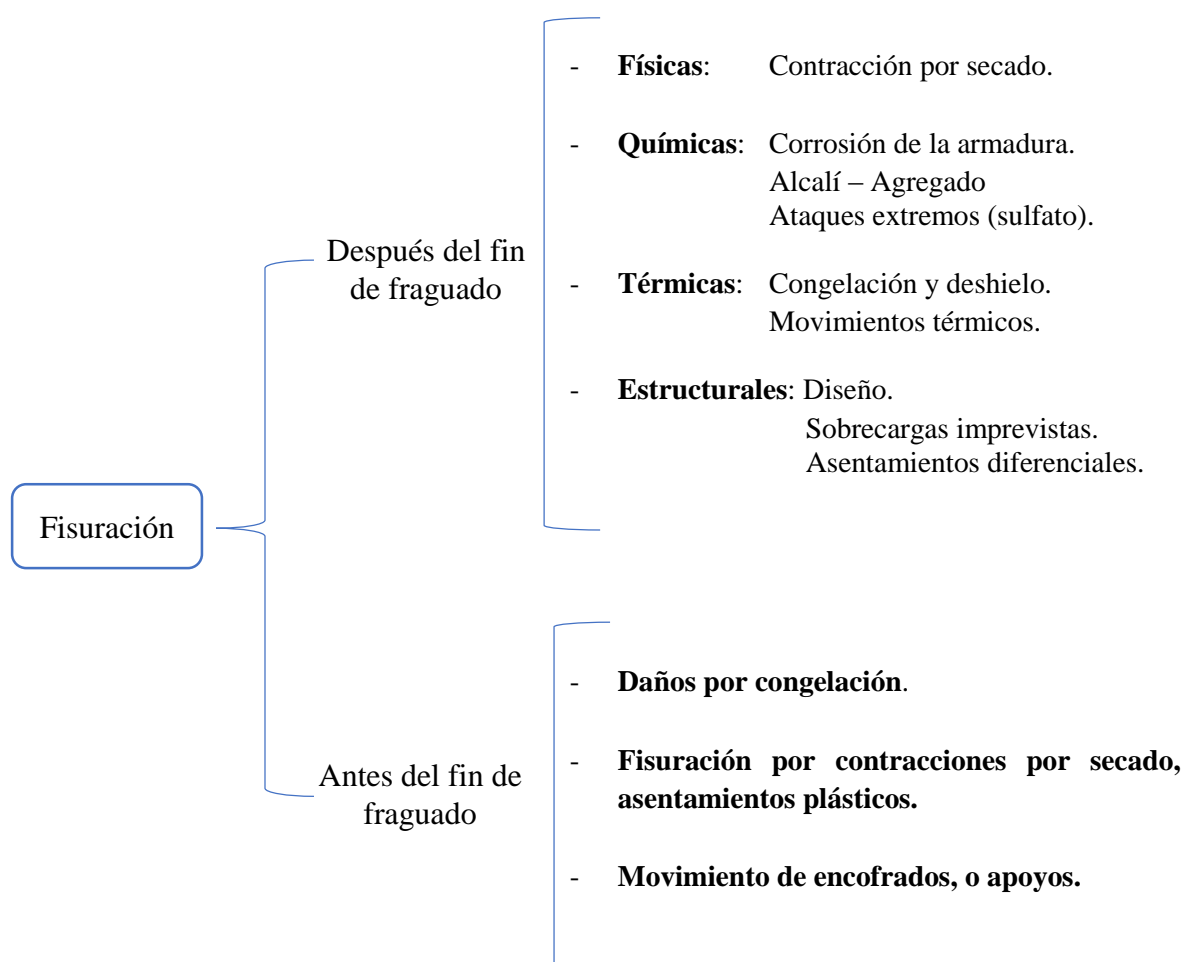 - Físicas: Contracción por secado.
- Químicas: Corrosión de la armadura.
Alcalí – Agregado
Ataques extremos (sulfato).
Después del fin
de fraguado
- Térmicas: Congelación y deshielo.
Movimientos térmicos.
- Estructurales: Diseño.
Sobrecargas imprevistas.
Asentamientos diferenciales.
Fisuración
- Daños por congelación.
Antes del fin de
fraguado
- Fisuración por contracciones por secado,
asentamientos plásticos.
- Movimiento de encofrados, o apoyos.